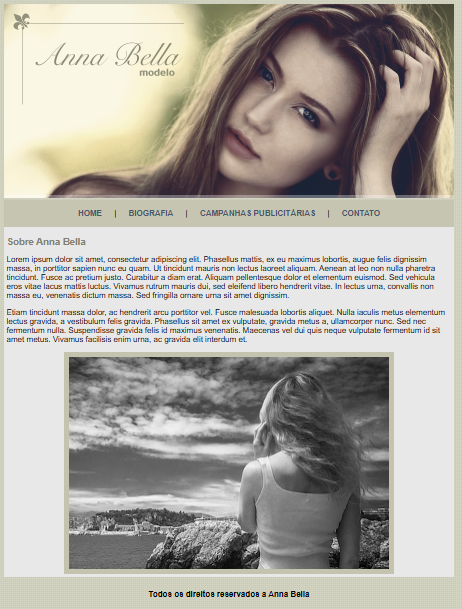 Anna Bella
modelo
HOME | BIOGRAFIA | CAMPANHAS PUBLICITÁRIAS | CONTATO
Sobre Anna Bella
Lorem ipsum dolor sit amet, consectetur adipiscing elit. Phasellus mattis, ex eu maximus lobortis, augue felis dignissim
massa, in porttitor sapien nunc eu quam. Ut tincidunt mauris non lectus laoreet aliquam. Aenean at leo non nulla pharetra
tincidunt. Fusce ac pretium justo. Curabitur a diam erat. Aliquam pellentesque dolor et elementum euismod. Sed vehicula
eros vitae lacus mattis luctus. Vivamus rutrum mauris dui, sed eleifend libero hendrerit vitae. In lectus urna, convallis non
massa eu, venenatis dictum massa. Sed fringilla ornare urna sit amet dignissim.
Etiam tincidunt massa dolor, ac hendrerit arcu porttitor vel. Fusce malesuada lobortis aliquet. Nulla iaculis metus elementum
lectus gravida, a vestibulum felis gravida. Phasellus sit amet ex vulputate, gravida metus a, ullamcorper nunc. Sed nec
fermentum nulla. Suspendisse gravida felis id maximus venenatis. Maecenas vel dui quis neque vulputate fermentum id sit
amet metus. Vivamus facilisis enim urna, ac gravida elit interdum et.
Todos os direitos reservados a Anna Bella